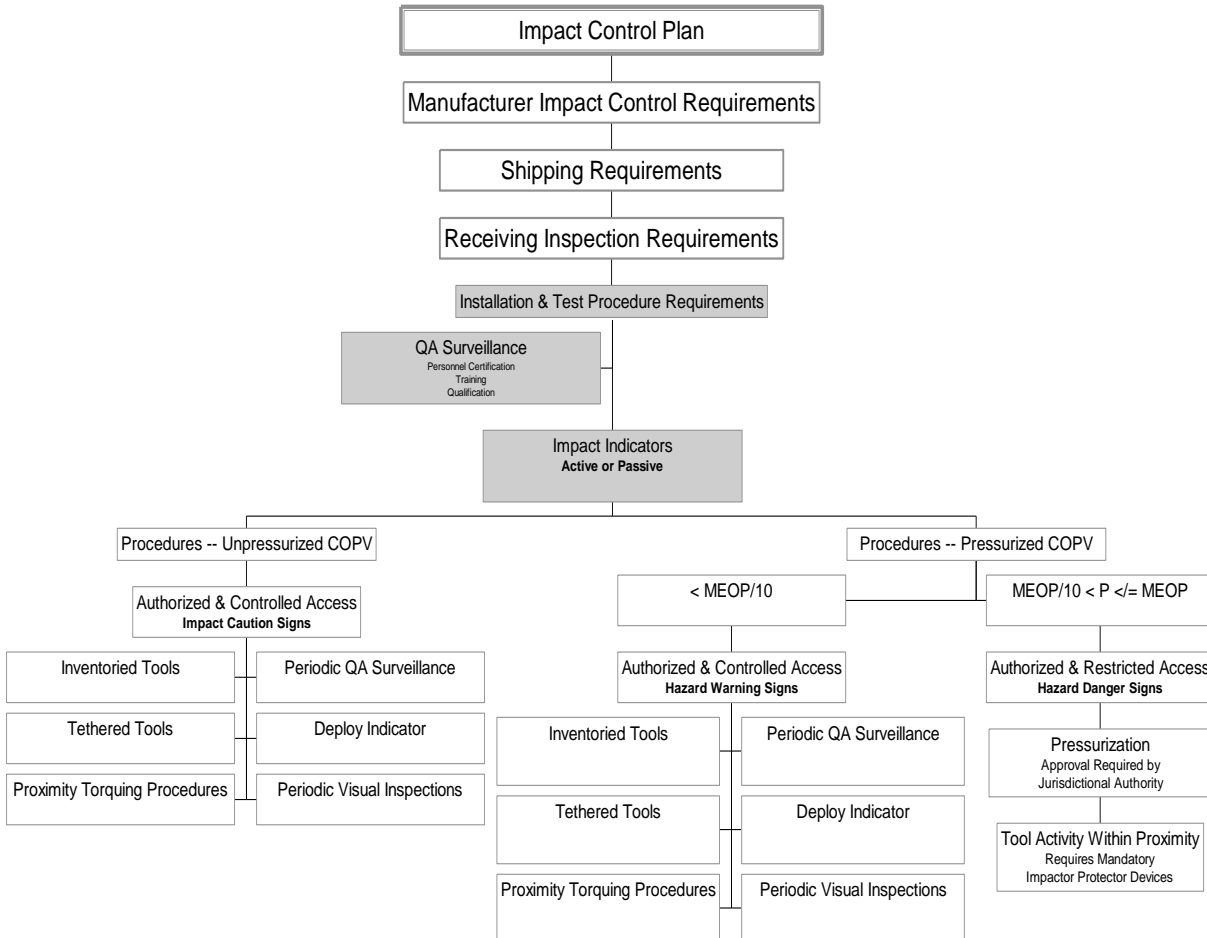 Impact Control Plan
Manufacturer Impact Control Requirements
Shipping Requirements
Receiving Inspection Requirements
Installation & Test Procedure Requirements
QA Surveillance
Personnel Certification
Training
Qualification
Impact Indicators
Active or Passive
Procedures -- Unpressurized COPV
Authorized & Controlled Access
Impact Caution Signs
Inventoried Tools
Periodic QA Surveillance
Tethered Tools
Deploy Indicator
Proximity Torquing Procedures
Periodic Visual Inspections
Procedures -- Pressurized COPV
< MEOP/10
Authorized & Controlled Access
Hazard Warning Signs
Inventoried Tools
Periodic QA Surveillance
Tethered Tools
Deploy Indicator
Proximity Torquing Procedures
Periodic Visual Inspections
MEOP/10 < P </= MEOP
Authorized & Restricted Access
Hazard Danger Signs
Pressurization
Approval Required by
Jurisdictional Authority
Tool Activity Within Proximity
Requires Mandatory
Impactor Protector Devices